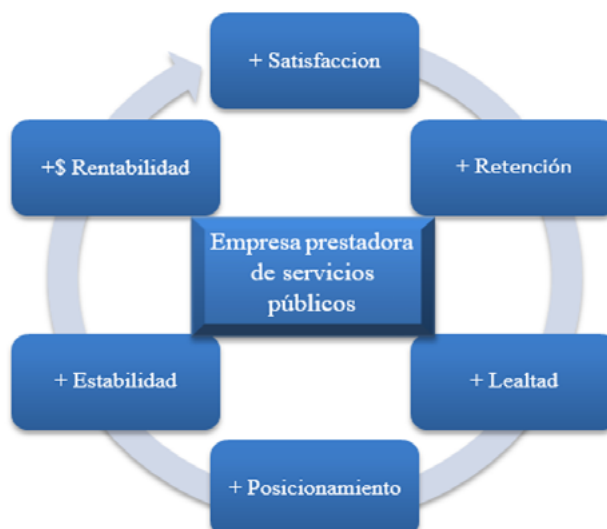 + Satisfaccion
+ Retención
+ Lealtad
+ Posicionamiento
+ Estabilidad
+$ Rentabilidad
Empresa prestadora
de servicios
públicos